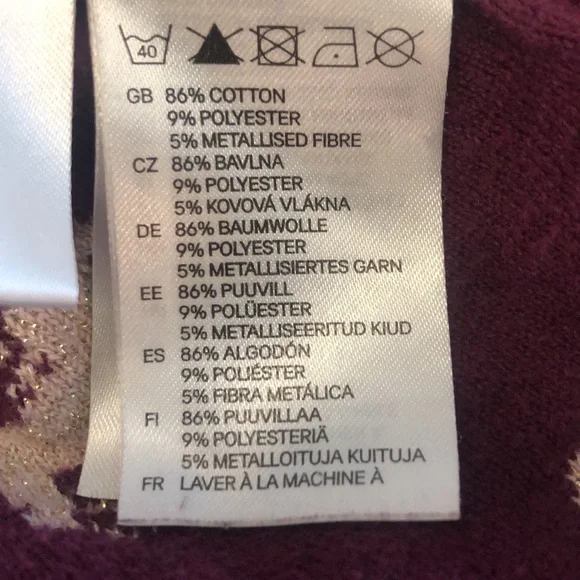 40
GB 86% COTTON
9% POLYESTER
5% METALLISED FIBRE
CZ 86% BAVLNA
9% POLYESTER
5% KOVOVÁ VLÁKNA
DE 86% BAUMWOLLE
9% POLYESTER
5% METALLISIERTES GARN
EE 86% PUUVILL
9% POLÜESTER
5% METALLISEERITUD KIUD
ES 86% ALGODÓN
9% POLIÉSTER
5% FIBRA METÁLICA
FI 86% PUUVILLAA
9% POLYESTERIÄ
5% METALLOITUJA KUITUJA
FR LAVER À LA MACHINE À